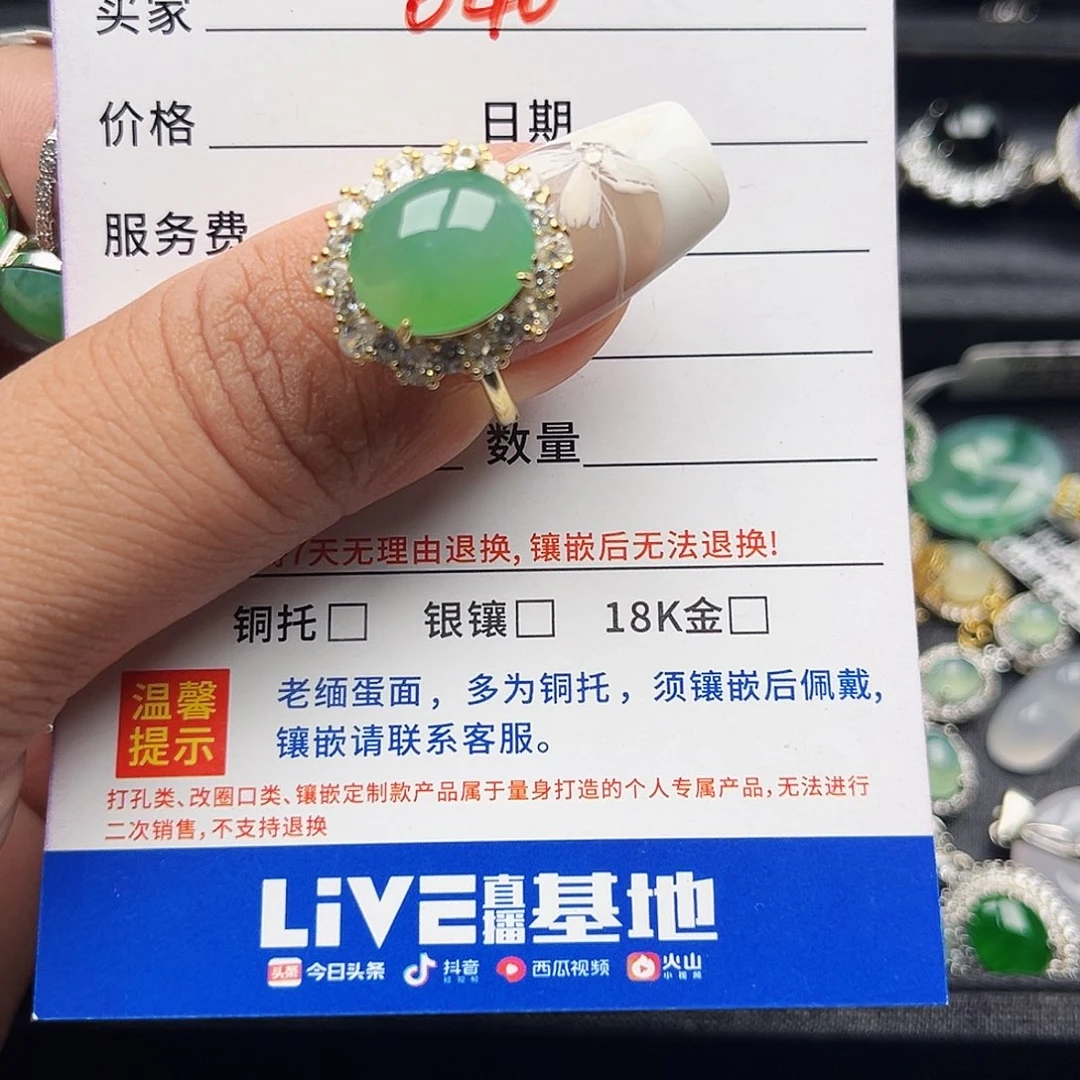 买家 040
价格 日期
服务费
数量
7天无理由退换, 镶嵌后无法退换!
铜托□ 银镶□ 18K金□
温馨提示
老缅蛋面，多为铜托，须镶嵌后佩戴,
镶嵌请联系客服。
打孔类、改圈口类、镶嵌定制款产品属于量身打造的个人专属产品,无法进行
二次销售,不支持退换
LiVE直播基地
头条 今日头条 抖音 西瓜视频 火山小视频